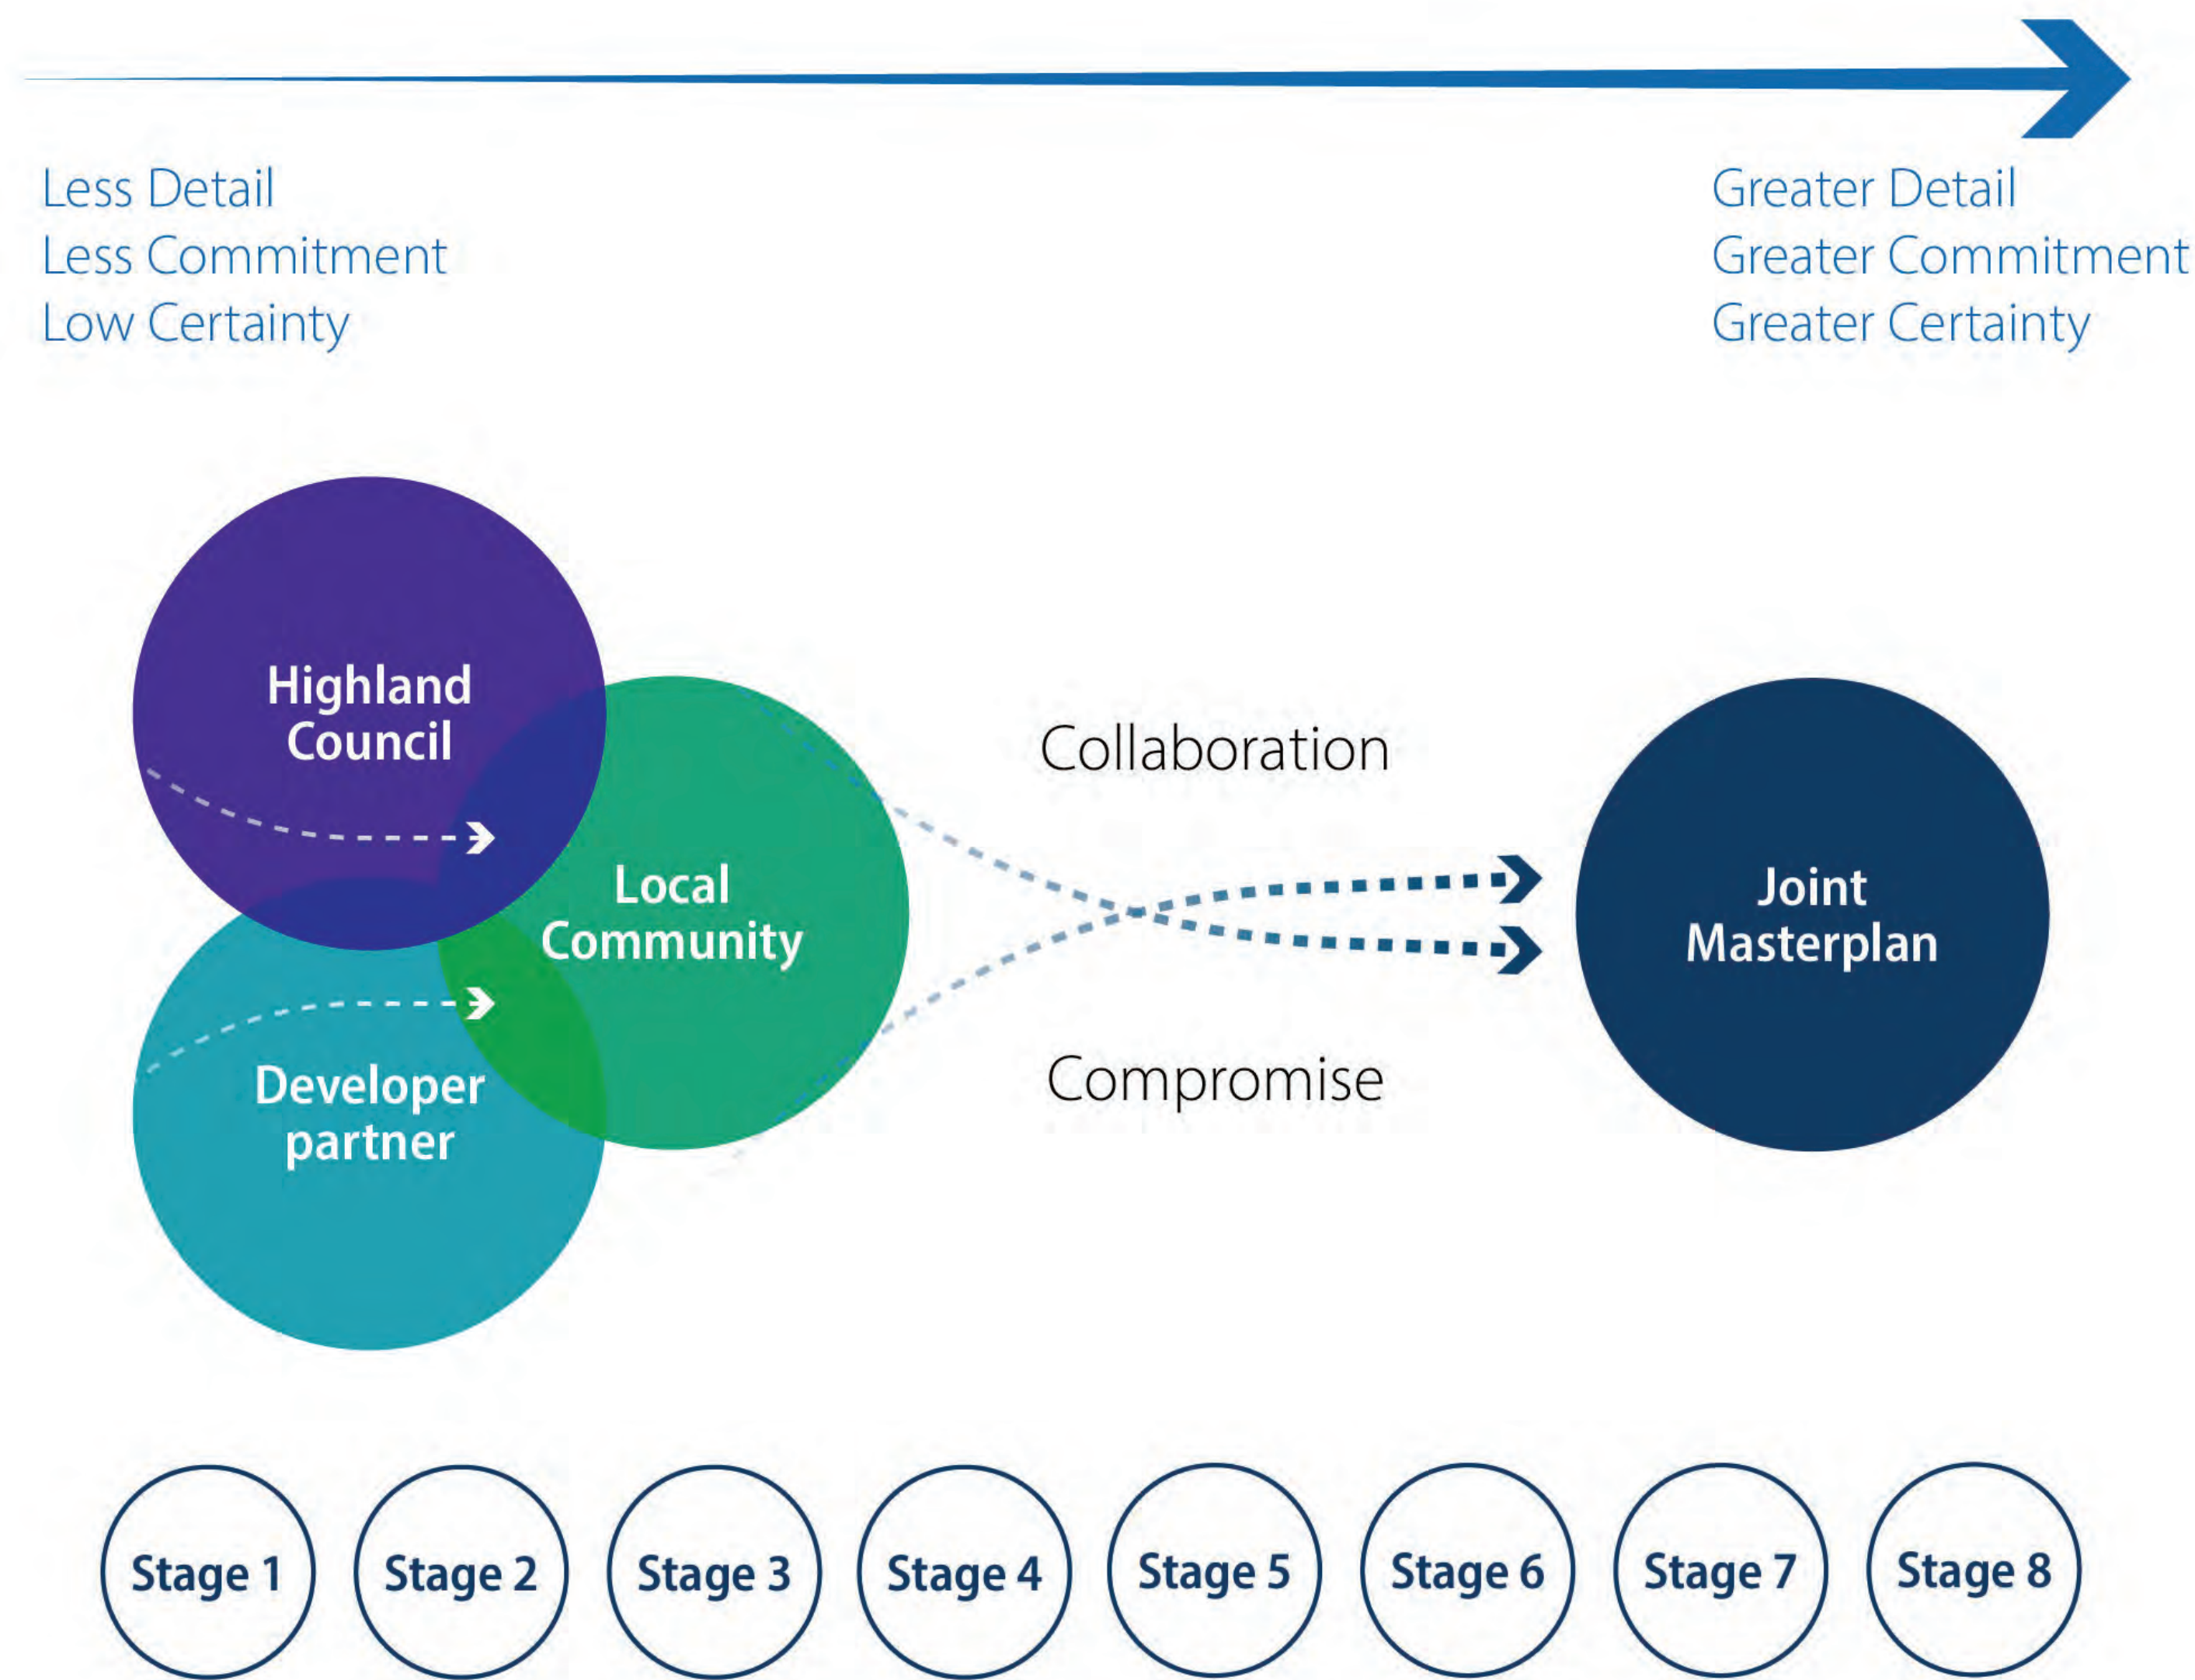 Less Detail
Less Commitment
Low Certainty
Greater Detail
Greater Commitment
Greater Certainty
Highland
Council
Local
Community
Developer
partner
Collaboration
Compromise
Joint
Masterplan
Stage 1
Stage 2
Stage 3
Stage 4
Stage 5
Stage 6
Stage 7
Stage 8